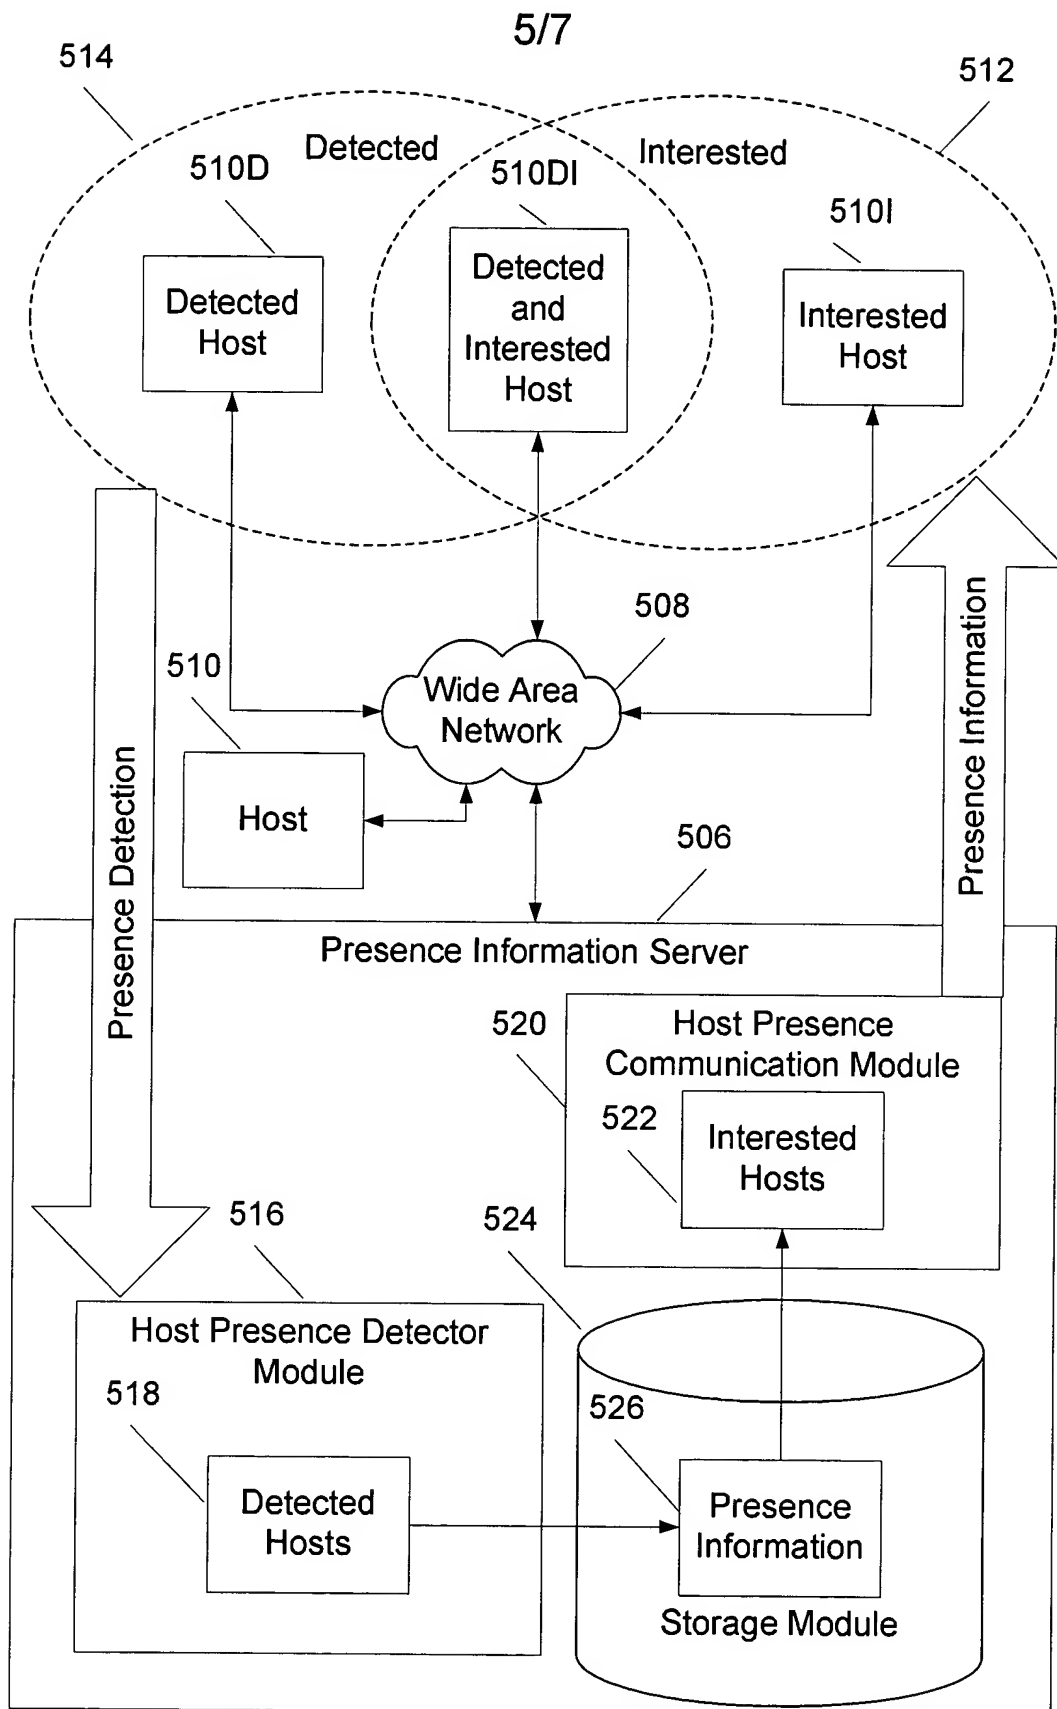 5/7
514
512
Detected
Interested
510D
510DI
510I
Detected
Host
Detected
and
Interested
Host
Interested
Host
508
510
Wide Area
Network
Host
Presence Detection
Presence Information
506
Presence Information Server
520
Host Presence
Communication Module
522
Interested
Hosts
516
524
Host Presence Detector
Module
518
526
Detected
Hosts
Presence
Information
Storage Module